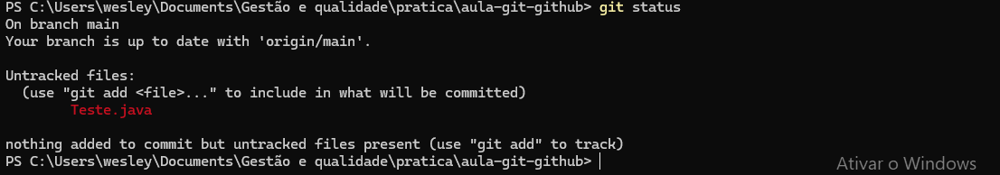 PS C:\Users\wesley\Documents\Gestão e qualidade\pratica\aula-git-github> git status
On branch main
Your branch is up to date with 'origin/main'.

Untracked files:
  (use "git add <file>..." to include in what will be committed)
        Teste.java

nothing added to commit but untracked files present (use "git add" to track)
PS C:\Users\wesley\Documents\Gestão e qualidade\pratica\aula-git-github>
Ativar o Windows